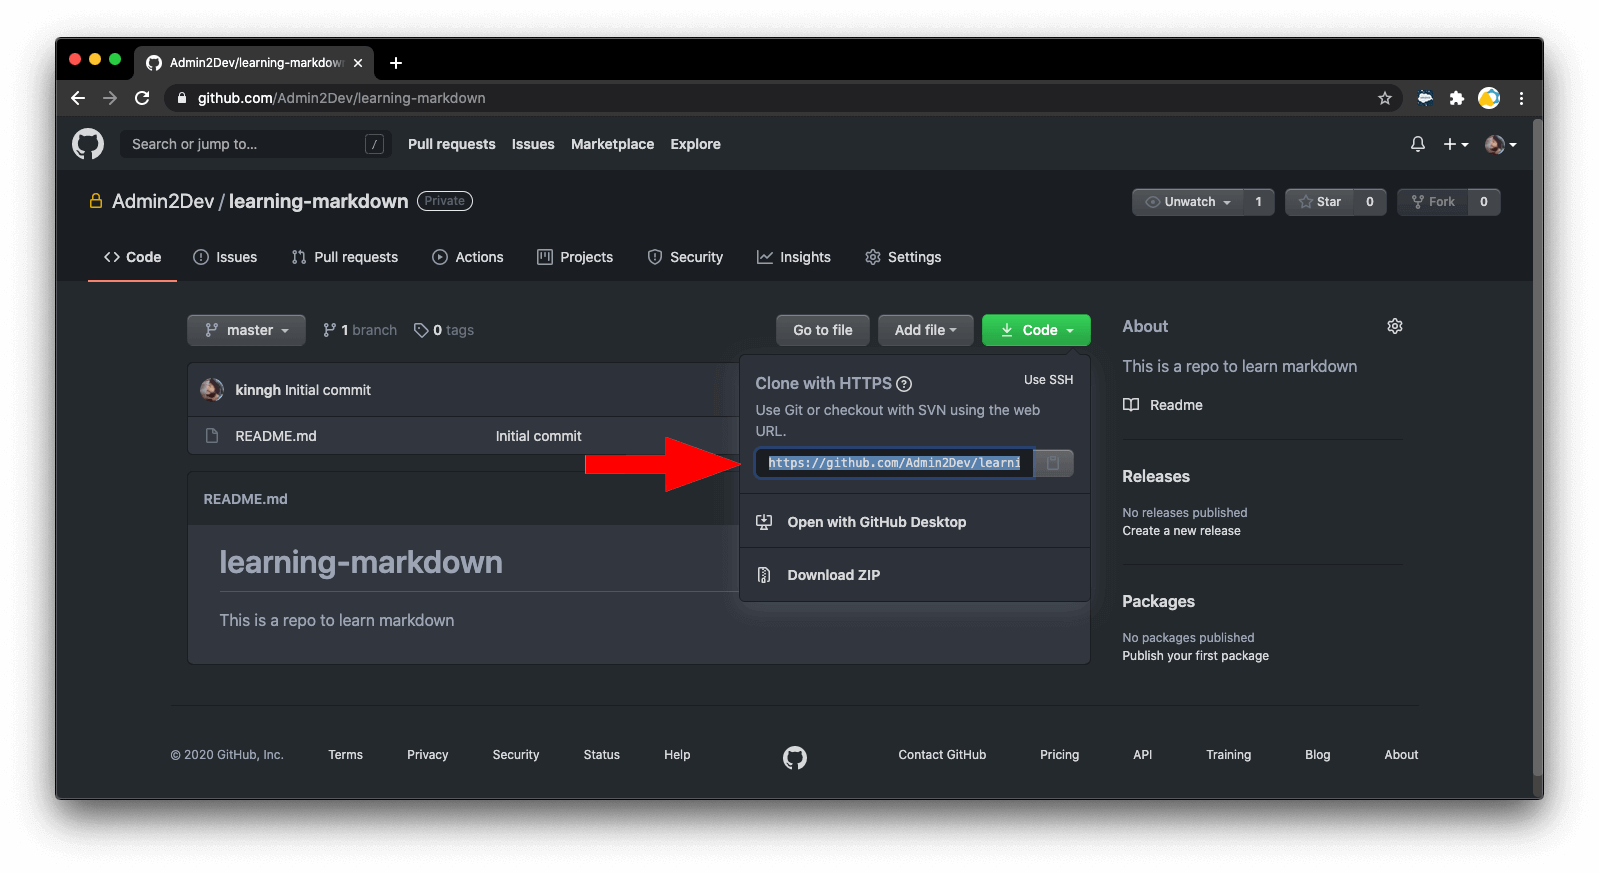 Admin2Dev/learning-markdow
github.com/Admin2Dev/learning-markdown
Search or jump to... /
Pull requests Issues Marketplace Explore
Admin2Dev / learning-markdown Private
Unwatch 1 Star 0 Fork 0
Code Issues Pull requests Actions Projects Security Insights Settings
master 1 branch 0 tags
Go to file Add file Code
kinngh Initial commit
README.md Initial commit
Clone with HTTPS ? Use SSH
Use Git or checkout with SVN using the web
URL.
https://github.com/Admin2Dev/learni
Open with GitHub Desktop
Download ZIP
README.md
learning-markdown
This is a repo to learn markdown
About
This is a repo to learn markdown
Readme
Releases
No releases published
Create a new release
Packages
No packages published
Publish your first package
© 2020 GitHub, Inc. Terms Privacy Security Status Help Contact GitHub Pricing API Training Blog About